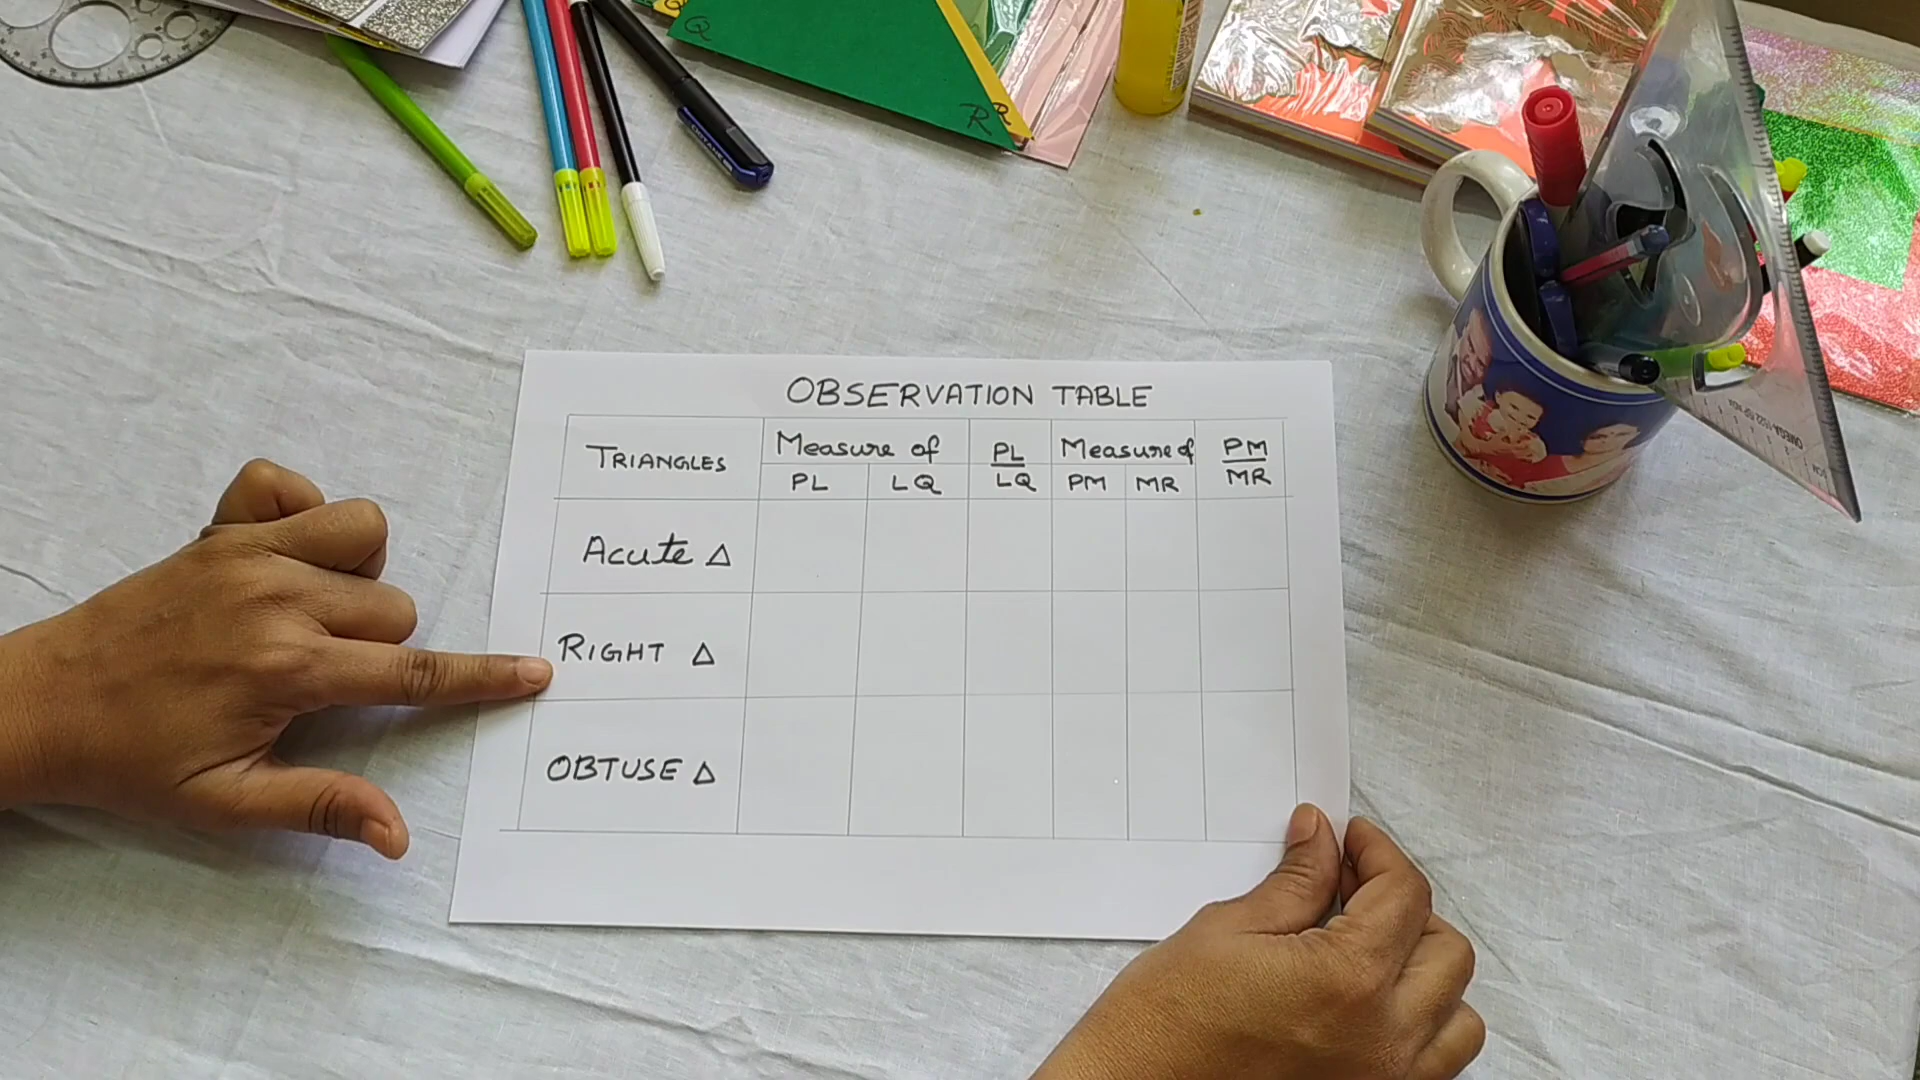 Q
Q
R
R
OBSERVATION TABLE
TRIANGLES
Measure of
PL
LQ
PL
LQ
Measure of
PM
MR
PM
MR
Acute △
RIGHT △
OBTUSE △